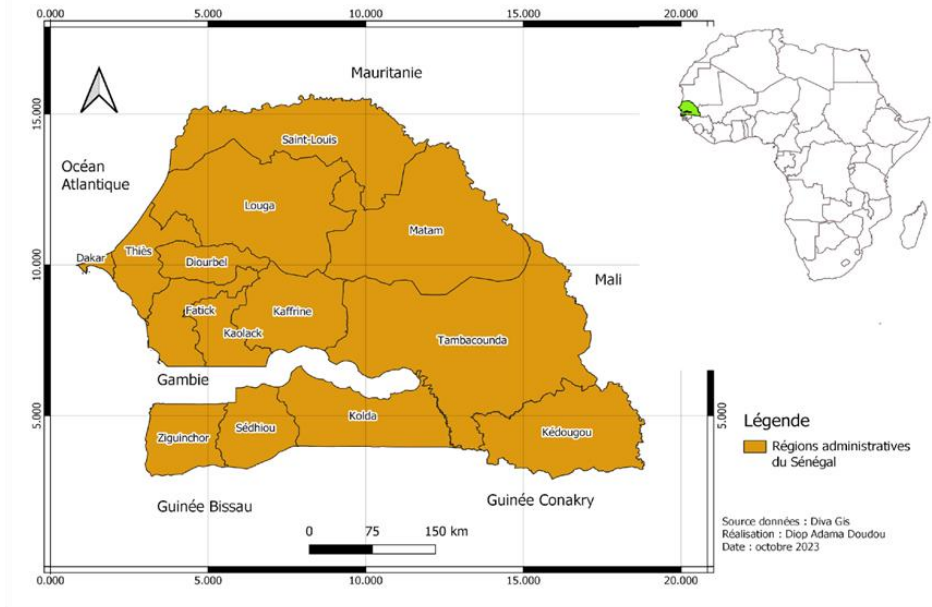 0.000 5.000 10.000 15.000 20.000
Mauritanie
15.000
Saint-Louis
Océan
Atlantique
Louga
Matam
Thiès
Dakar
Diourbel
10.000
Mali
Fatick
Kaffrine
Kaolack
Tambacounda
Gambie
5.000
5.000
Kolda
Sédhiou
Ziguinchor
Kédougou
Légende
Régions administratives
du Sénégal
Guinée Bissau
Guinée Conakry
0 75 150 km
Source données : Diva Gis
Réalisation : Diop Adama Doudou
Date : octobre 2023
0.000 5.000 10.000 15.000 20.000